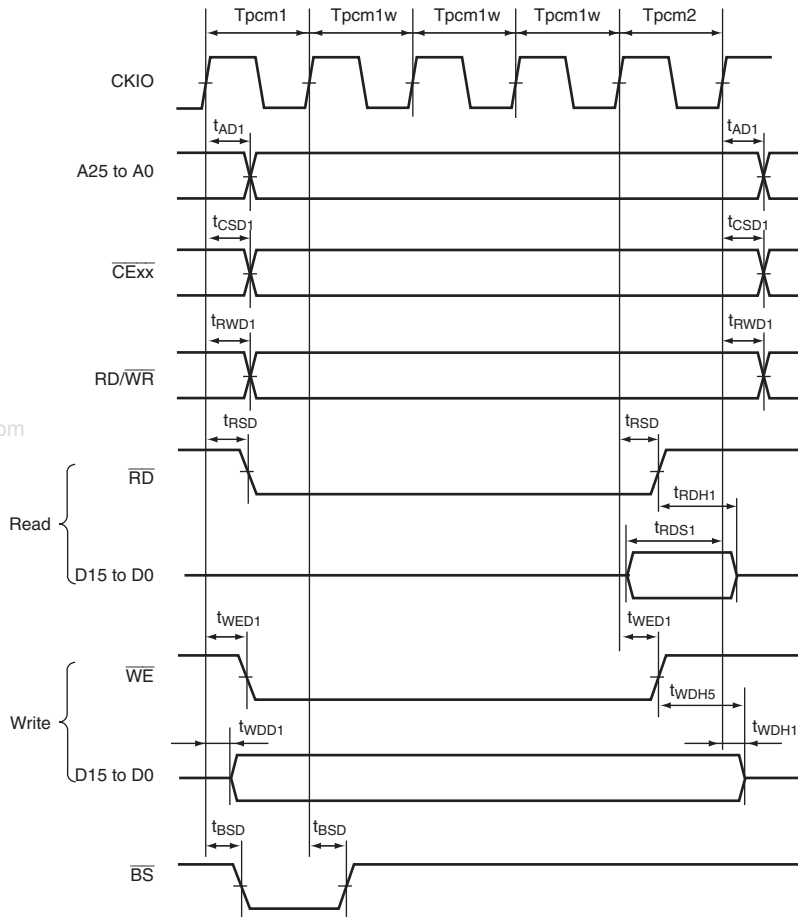 Tpcm1 Tpcm1w Tpcm1w Tpcm1w Tpcm2
CKIO
tAD1 tAD1
A25 to A0
tCSD1 tCSD1
CExx
tRWD1 tRWD1
RD/WR
om
tRSD tRSD
RD
tRDH1
Read
tRDS1
D15 to D0
tWED1 tWED1
WE
tWDH5
Write
tWDD1 tWDH1
D15 to D0
tBSD tBSD
BS